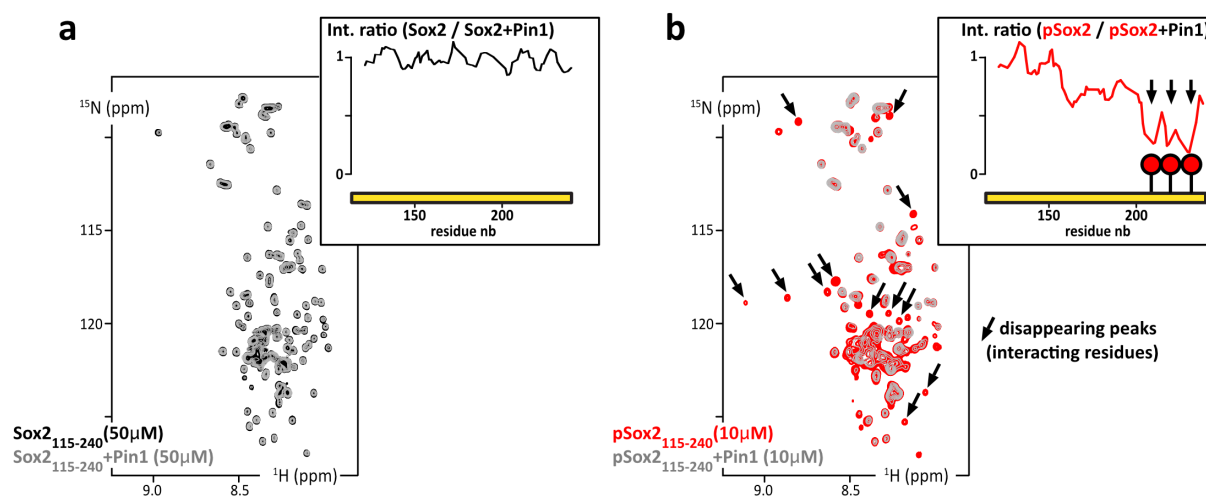 a
Int. ratio (Sox2 / Sox2+Pin1)
1
0
150
200
residue nb
15N (ppm)
115
120
Sox2115-240(50µM)
Sox2115-240+Pin1 (50µM)
1H (ppm)
9.0
8.5
b
Int. ratio (pSox2 / pSox2+Pin1)
1
0
150
200
residue nb
15N (ppm)
115
120
disappearing peaks
(interacting residues)
pSox2115-240(10µM)
pSox2115-240+Pin1 (10µM)
1H (ppm)
9.0
8.5